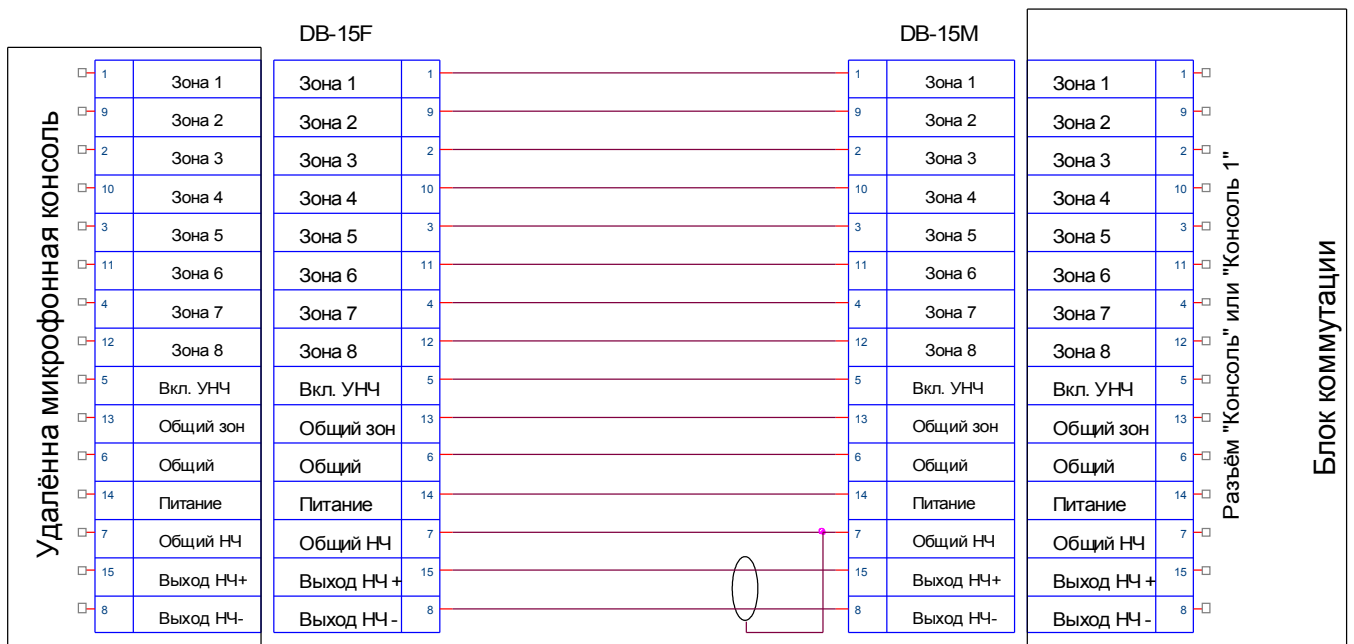 DB-15F DB-15M
1 Зона 1 Зона 1 1 1 Зона 1 Зона 1 1
9 Зона 2 Зона 2 9 9 Зона 2 Зона 2 9
2 Зона 3 Зона 3 2 2 Зона 3 Зона 3 2
10 Зона 4 Зона 4 10 10 Зона 4 Зона 4 10
3 Зона 5 Зона 5 3 3 Зона 5 Зона 5 3
11 Зона 6 Зона 6 11 11 Зона 6 Зона 6 11
4 Зона 7 Зона 7 4 4 Зона 7 Зона 7 4
12 Зона 8 Зона 8 12 12 Зона 8 Зона 8 12
5 Вкл. УНЧ Вкл. УНЧ 5 5 Вкл. УНЧ Вкл. УНЧ 5
13 Общий зон Общий зон 13 13 Общий зон Общий зон 13
6 Общий Общий 6 6 Общий Общий 6
14 Питание Питание 14 14 Питание Питание 14
7 Общий НЧ Общий НЧ 7 7 Общий НЧ Общий НЧ 7
15 Выход НЧ+ Выход НЧ + 15 15 Выход НЧ+ Выход НЧ + 15
8 Выход НЧ- Выход НЧ - 8 8 Выход НЧ- Выход НЧ - 8
Удалённа микрофонная консоль
Разъём "Консоль" или "Консоль 1"
Блок коммутации